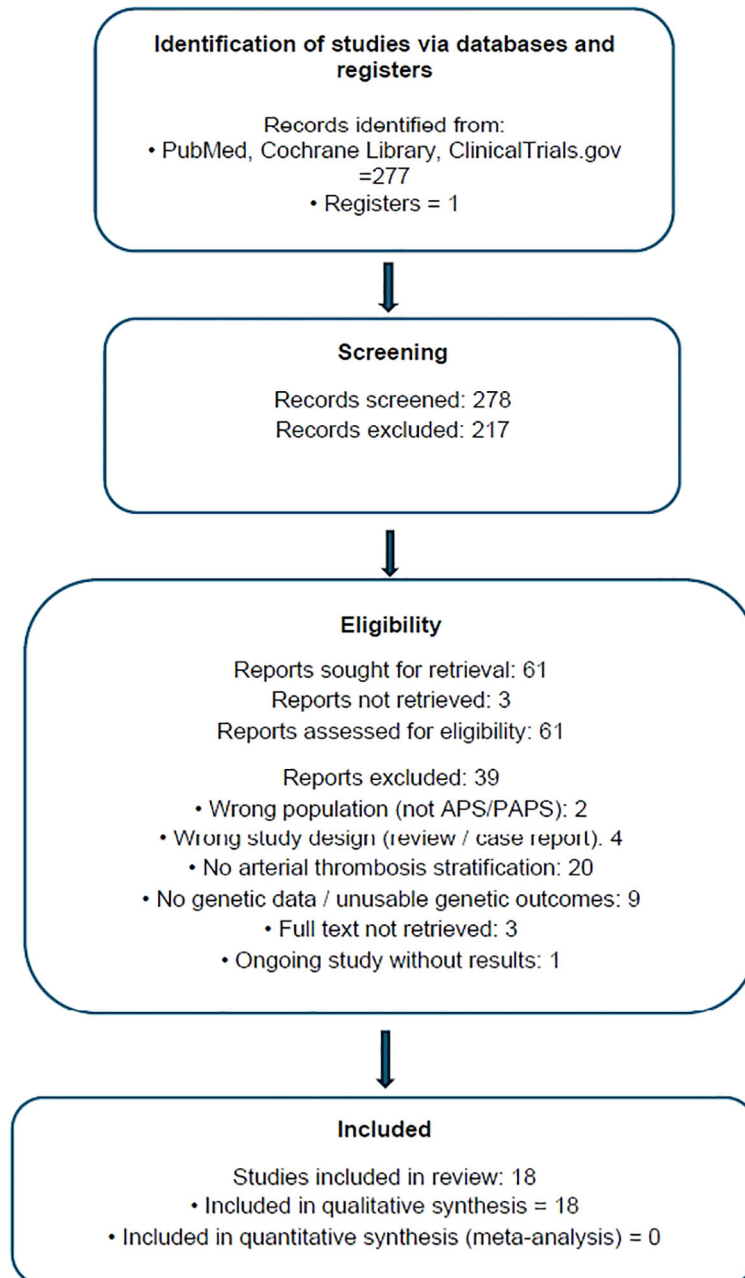 Identification of studies via databases and
registers
Records identified from:
• PubMed, Cochrane Library, ClinicalTrials.gov
=277
• Registers = 1
Screening
Records screened: 278
Records excluded: 217
Eligibility
Reports sought for retrieval: 61
Reports not retrieved: 3
Reports assessed for eligibility: 61
Reports excluded: 39
• Wrong population (not APS/PAPS): 2
• Wrong study design (review / case report): 4
• No arterial thrombosis stratification: 20
• No genetic data / unusable genetic outcomes: 9
• Full text not retrieved: 3
• Ongoing study without results: 1
Included
Studies included in review: 18
• Included in qualitative synthesis = 18
• Included in quantitative synthesis (meta-analysis) = 0